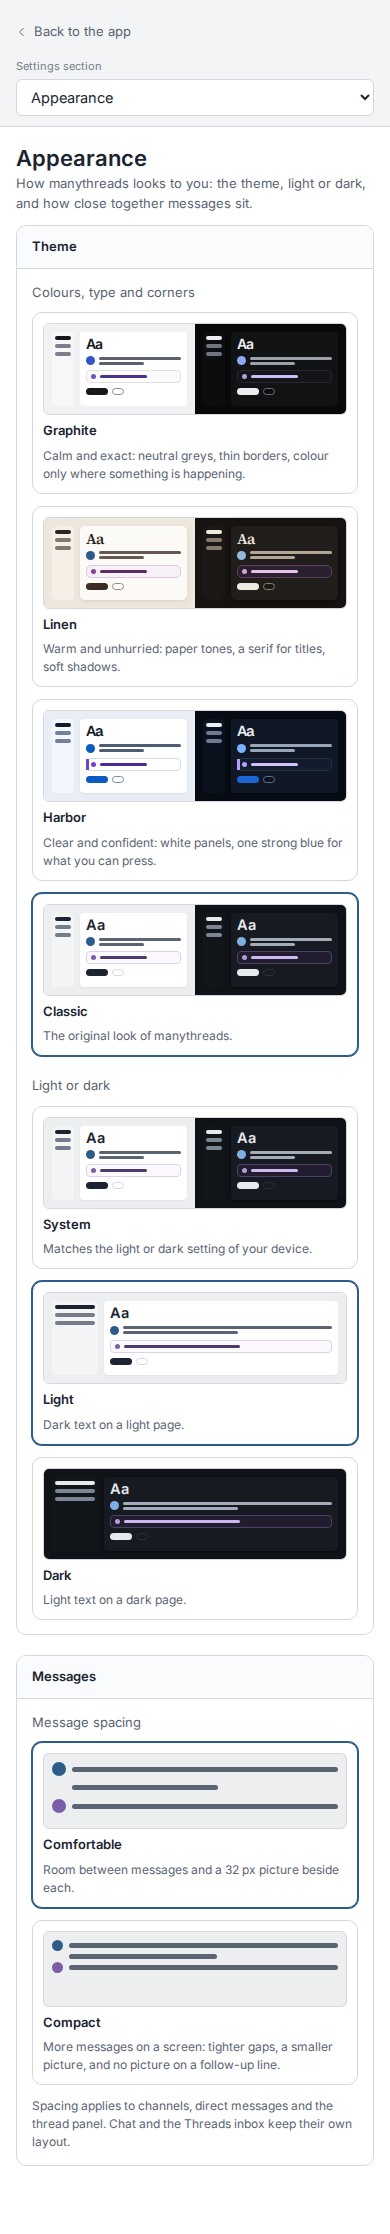 Back to the app
Settings section
Appearance
Appearance
How manythreads looks to you: the theme, light or dark,
and how close together messages sit.
Theme
Colours, type and corners
Aa
Aa
Graphite
Calm and exact: neutral greys, thin borders, colour
only where something is happening.
Aa
Aa
Linen
Warm and unhurried: paper tones, a serif for titles,
soft shadows.
Aa
Aa
Harbor
Clear and confident: white panels, one strong blue for
what you can press.
Aa
Aa
Classic
The original look of manythreads.
Light or dark
Aa
Aa
System
Matches the light or dark setting of your device.
Aa
Light
Dark text on a light page.
Aa
Dark
Light text on a dark page.
Messages
Message spacing
Comfortable
Room between messages and a 32 px picture beside
each.
Compact
More messages on a screen: tighter gaps, a smaller
picture, and no picture on a follow-up line.
Spacing applies to channels, direct messages and the
thread panel. Chat and the Threads inbox keep their own
layout.